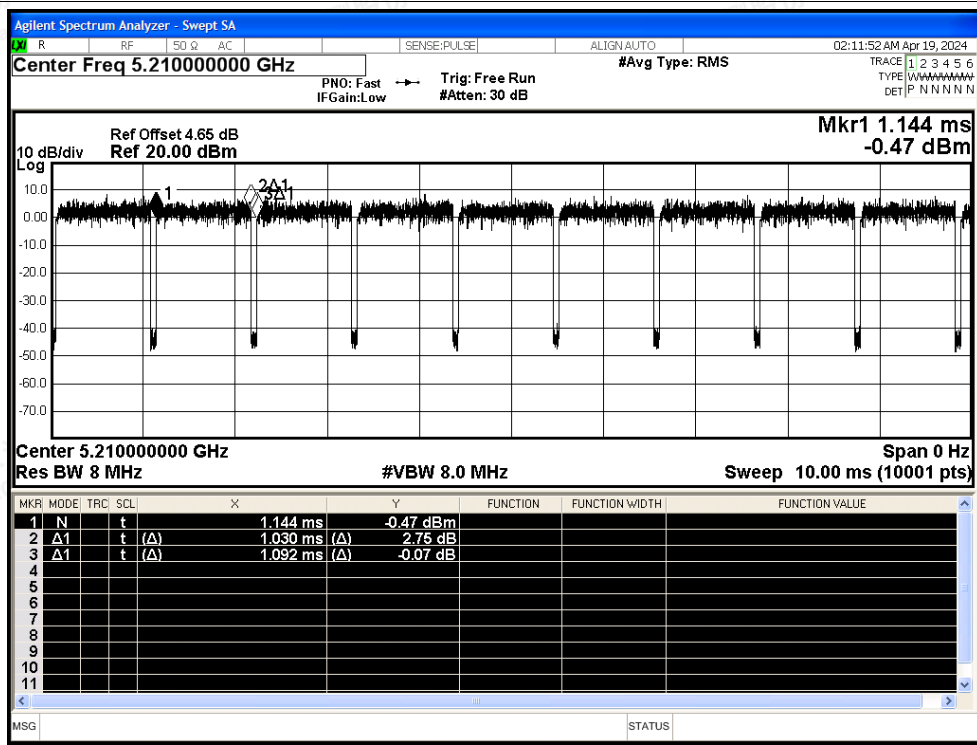 Agilent Spectrum Analyzer - Swept SA
LXI R RF 50 Ω AC SENSE:PULSE ALIGN AUTO 02:11:52 AM Apr 19, 2024
Center Freq 5.210000000 GHz #Avg Type: RMS TRACE 1 2 3 4 5 6
PNO: Fast Trig: Free Run TYPE
IFGain:Low #Atten: 30 dB DET P N N N N N
Mkr1 1.144 ms
Ref Offset 4.65 dB
10 dB/div Ref 20.00 dBm -0.47 dBm
Log
10.0
0.00
-10.0
-20.0
-30.0
-40.0
-50.0
-60.0
-70.0
1
2Δ1
3Δ1
Center 5.210000000 GHz Span 0 Hz
Res BW 8 MHz #VBW 8.0 MHz Sweep 10.00 ms (10001 pts)
MKR MODE TRC SCL X Y FUNCTION FUNCTION WIDTH FUNCTION VALUE
1 N t 1.144 ms -0.47 dBm
2 Δ1 t (Δ) 1.030 ms (Δ) 2.75 dB
3 Δ1 t (Δ) 1.092 ms (Δ) -0.07 dB
4
5
6
7
8
9
10
11
MSG STATUS